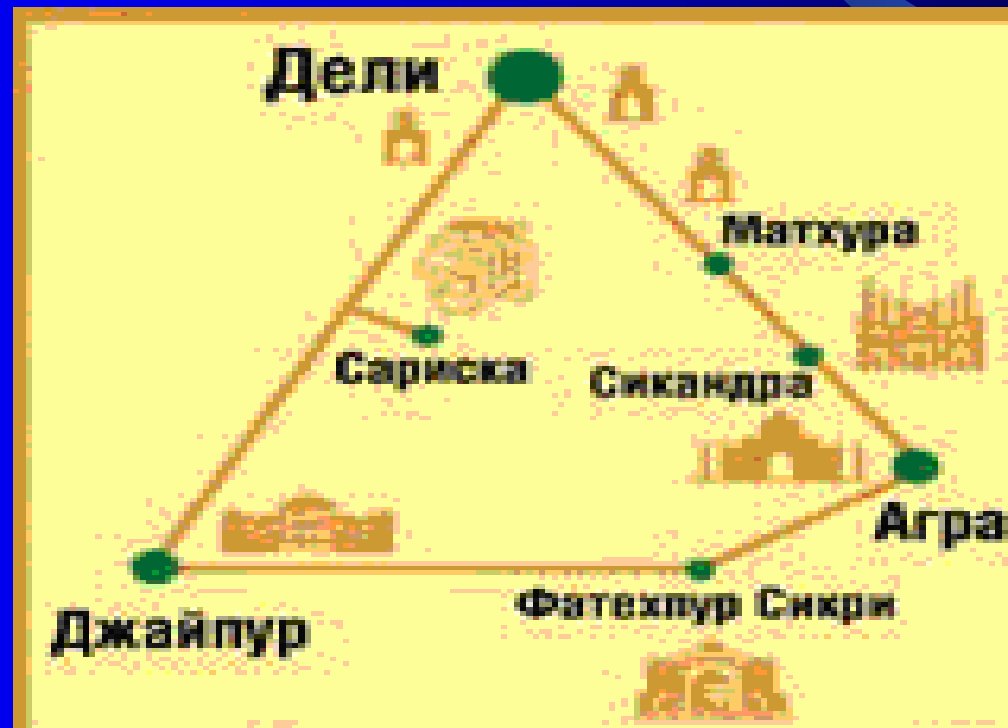 Дели
Матхура
Сариска
Сикандра
Агра
Фатехпур Сикри
Джайпур